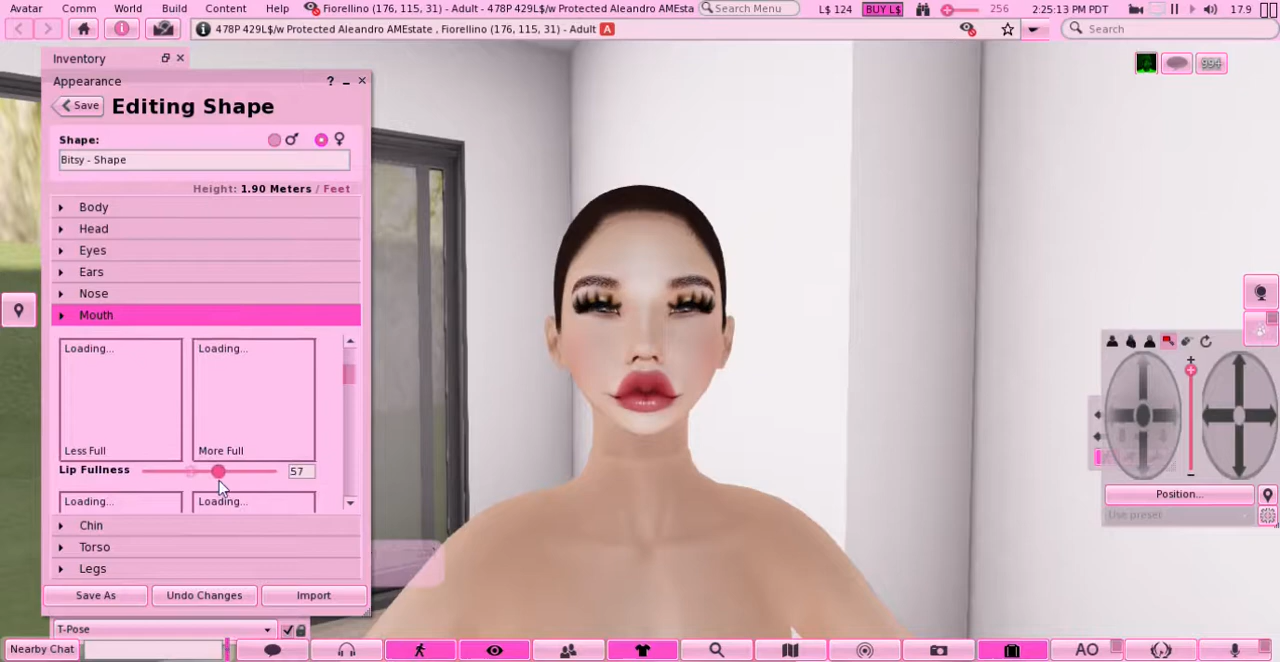 Avatar Comm World Build Content Help Fiorellino (176, 115, 31) - Adult - 478P 429L$/w Protected Aleandro AMEsta Search Menu L$ 124 BUY L$ 256 2:25:13 PM PDT 17.9
478P 429L$/w Protected Aleandro AMEstate, Fiorellino (176, 115, 31) - Adult A Search
Inventory
994
Appearance ?
Save Editing Shape
Shape:
Bitsy - Shape
Height: 1.90 Meters / Feet
Body
Head
Eyes
Ears
Nose
Mouth
Loading... Loading...
Less Full More Full
Lip Fullness 57
Loading... Loading...
Chin
Torso
Legs
Save As Undo Changes Import
Position...
Use preset
T-Pose
Nearby Chat AO